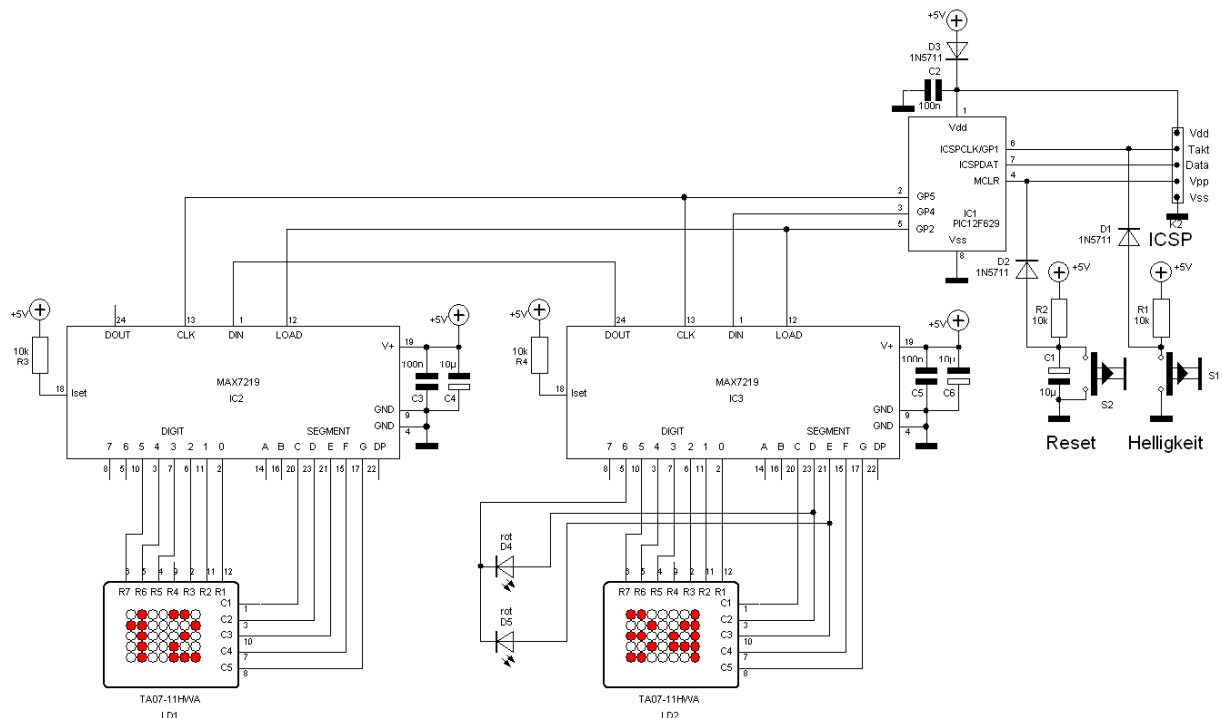 +5V
D3
1N5711
C2
100n
1
Vdd
ICSPCLK/GP1
6
ICSPDAT
7
MCLR
4
2
GP5
3
GP4
5
GP2
IC1
PIC12F629
Vss
8
Vdd
Takt
Data
Vpp
Vss
K2
ICSP
D1
1N5711
D2
1N5711
+5V
R2
10k
+5V
R1
10k
C1
10µ
S2
S1
Reset
Helligkeit
+5V
10k
R3
18
Iset
24
13
1
12
DOUT
CLK
DIN
LOAD
+5V
V+
19
100n
10µ
C3
C4
MAX7219
IC2
GND
9
GND
4
DIGIT
SEGMENT
7 6 5 4 3 2 1 0 A B C D E F G DP
8 5 10 3 7 6 11 2 14 16 20 23 21 15 17 22
+5V
10k
R4
18
Iset
24
13
1
12
DOUT
CLK
DIN
LOAD
+5V
V+
19
100n
10µ
C5
C6
MAX7219
IC3
GND
9
GND
4
DIGIT
SEGMENT
7 6 5 4 3 2 1 0 A B C D E F G DP
8 5 10 3 7 6 11 2 14 16 20 23 21 15 17 22
6 5 4 9 2 11 12
R7 R6 R5 R4 R3 R2 R1
C1
1
C2
3
C3
10
C4
7
C5
8
TA07-11HWA
LD1
rot
D4
rot
D5
6 5 4 9 2 11 12
R7 R6 R5 R4 R3 R2 R1
C1
1
C2
3
C3
10
C4
7
C5
8
TA07-11HWA
LD2